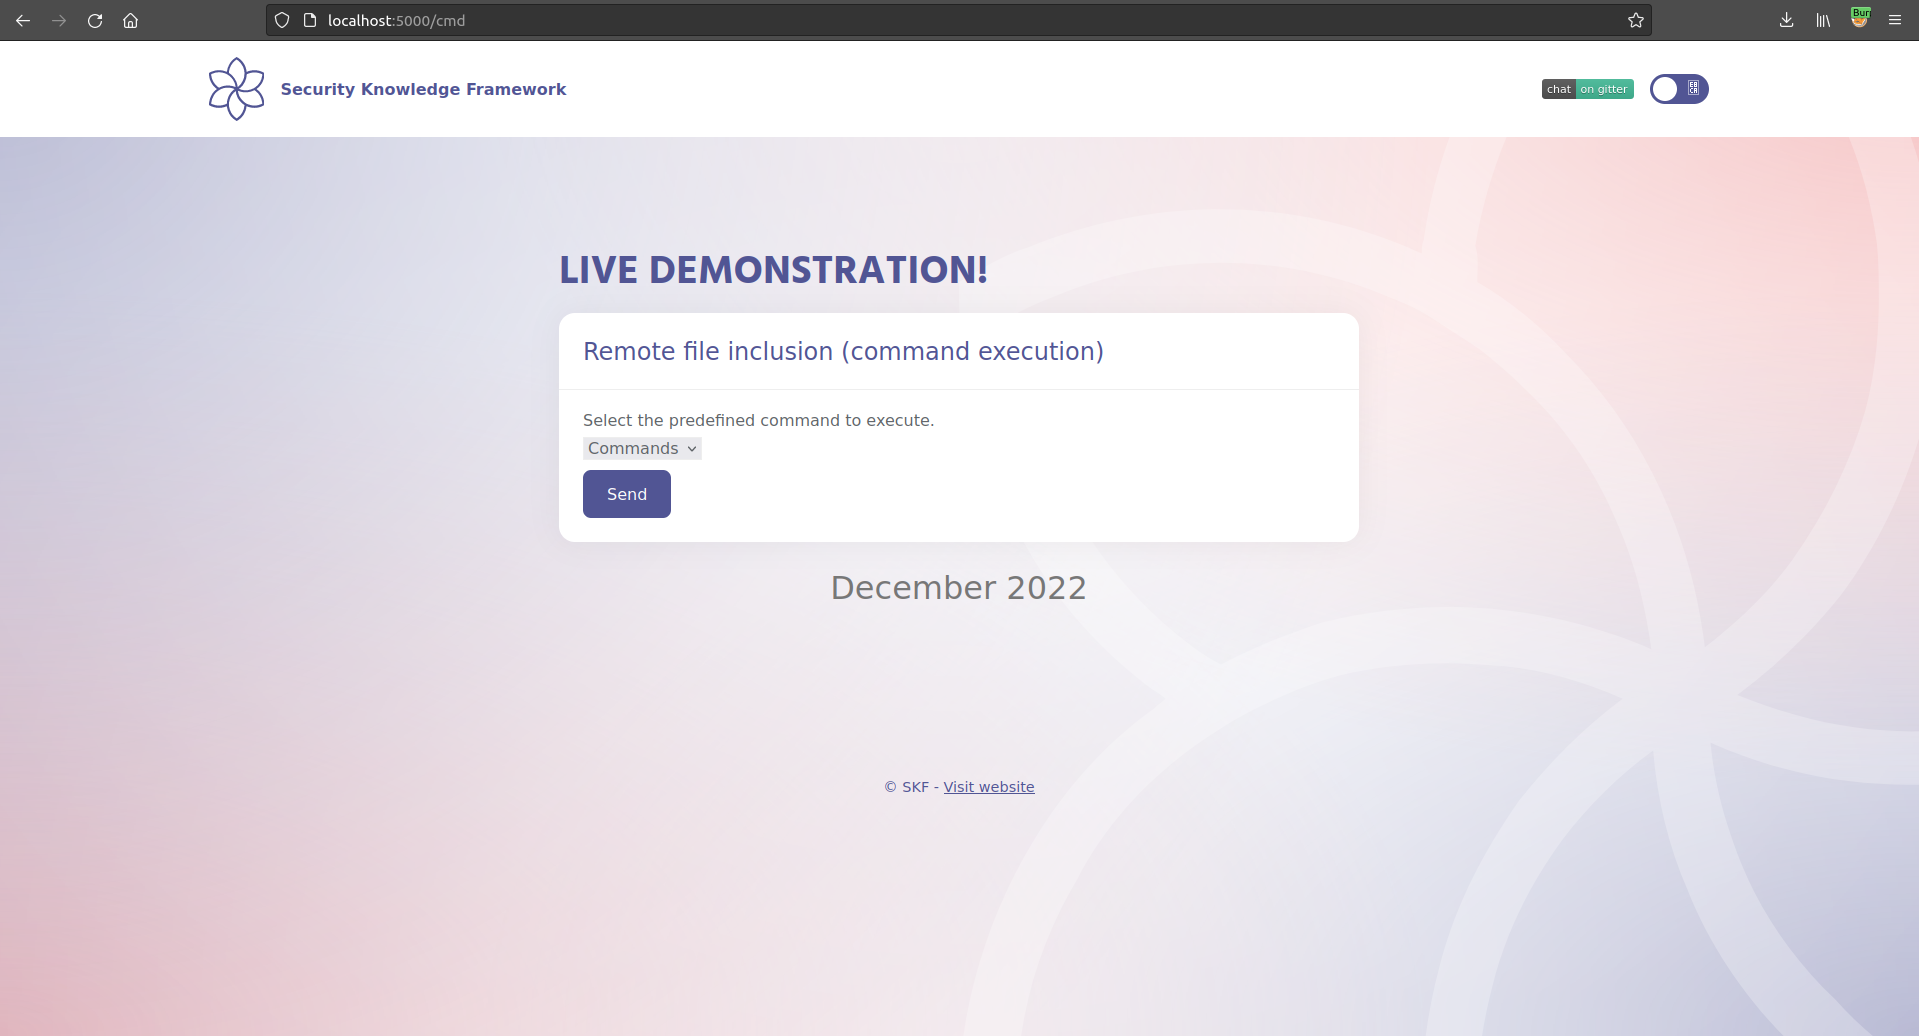 localhost:5000/cmd
Bur
Security Knowledge Framework
chat on gitter
LIVE DEMONSTRATION!
Remote file inclusion (command execution)
Select the predefined command to execute.
Commands
Send
December 2022
© SKF - Visit website